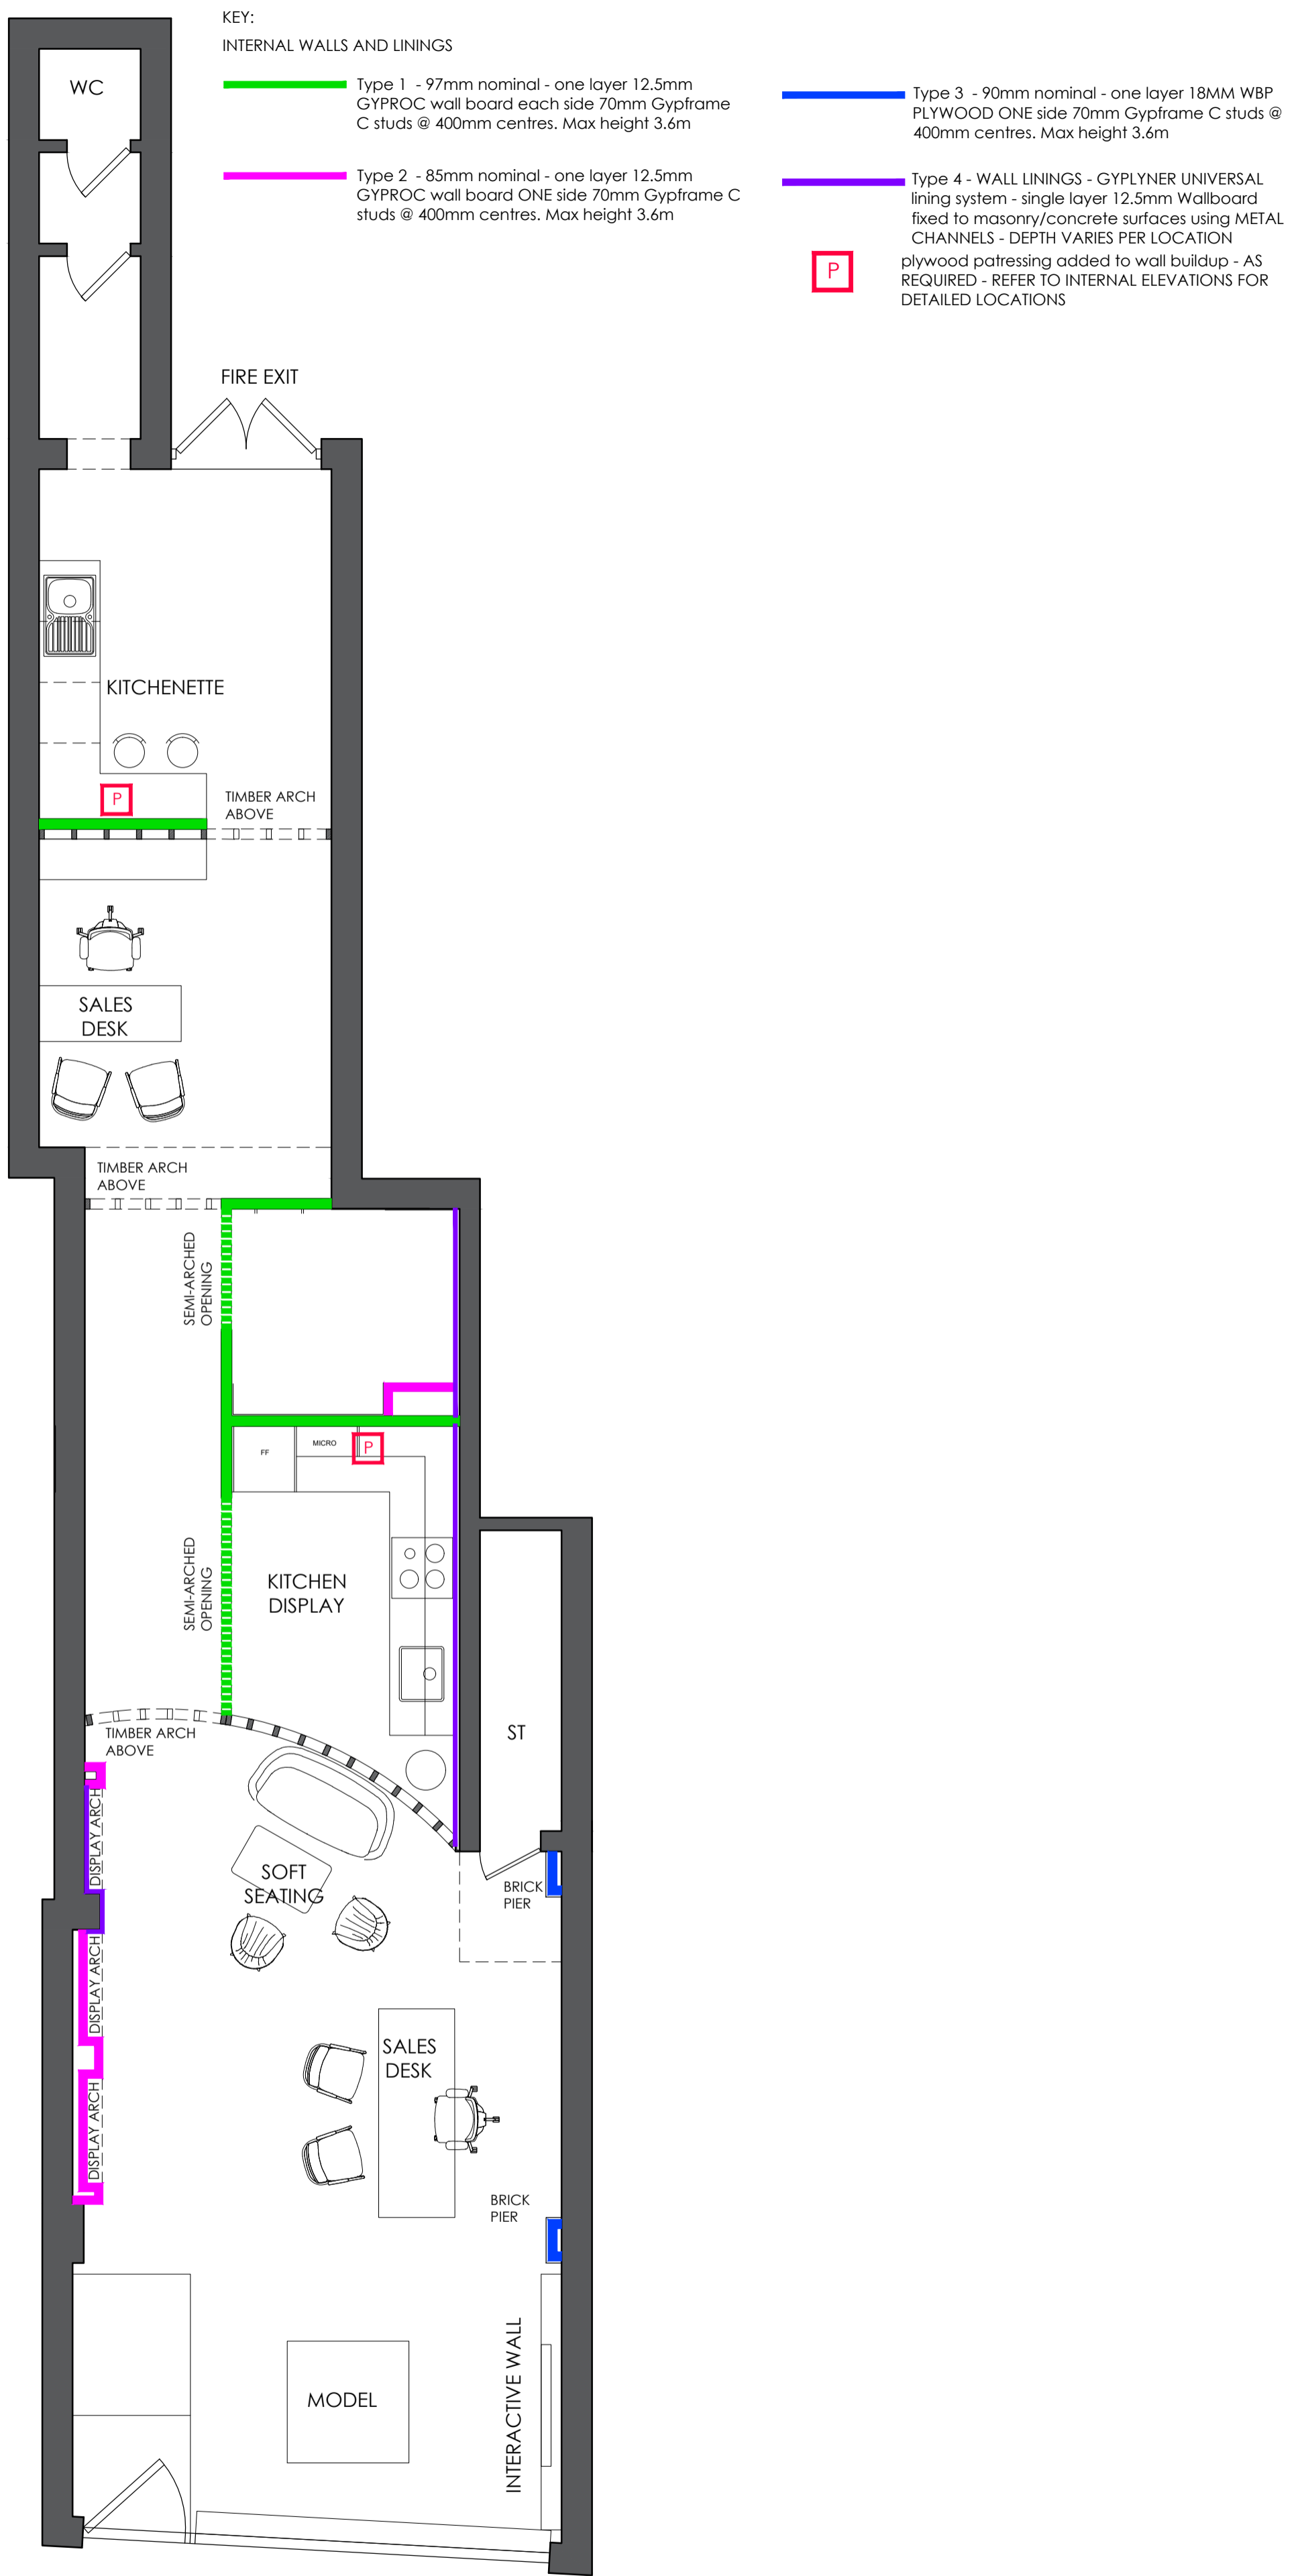 KEY:
INTERNAL WALLS AND LININGS
Type 1 - 97mm nominal - one layer 12.5mm
GYPROC wall board each side 70mm Gypframe
C studs @ 400mm centres. Max height 3.6m
Type 2 - 85mm nominal - one layer 12.5mm
GYPROC wall board ONE side 70mm Gypframe C
studs @ 400mm centres. Max height 3.6m
Type 3 - 90mm nominal - one layer 18MM WBP
PLYWOOD ONE side 70mm Gypframe C studs @
400mm centres. Max height 3.6m
Type 4 - WALL LININGS - GYPLYNER UNIVERSAL
lining system - single layer 12.5mm Wallboard
fixed to masonry/concrete surfaces using METAL
CHANNELS - DEPTH VARIES PER LOCATION
P
plywood patressing added to wall buildup - AS
REQUIRED - REFER TO INTERNAL ELEVATIONS FOR
DETAILED LOCATIONS
WC
FIRE EXIT
KITCHENETTE
P
TIMBER ARCH
ABOVE
SALES
DESK
TIMBER ARCH
ABOVE
SEMI-ARCHED
OPENING
FF
MICRO
P
SEMI-ARCHED
OPENING
KITCHEN
DISPLAY
TIMBER ARCH
ABOVE
ST
DISPLAY ARCH
SOFT
SEATING
BRICK
PIER
DISPLAY ARCH
SALES
DESK
DISPLAY ARCH
BRICK
PIER
MODEL
INTERACTIVE WALL